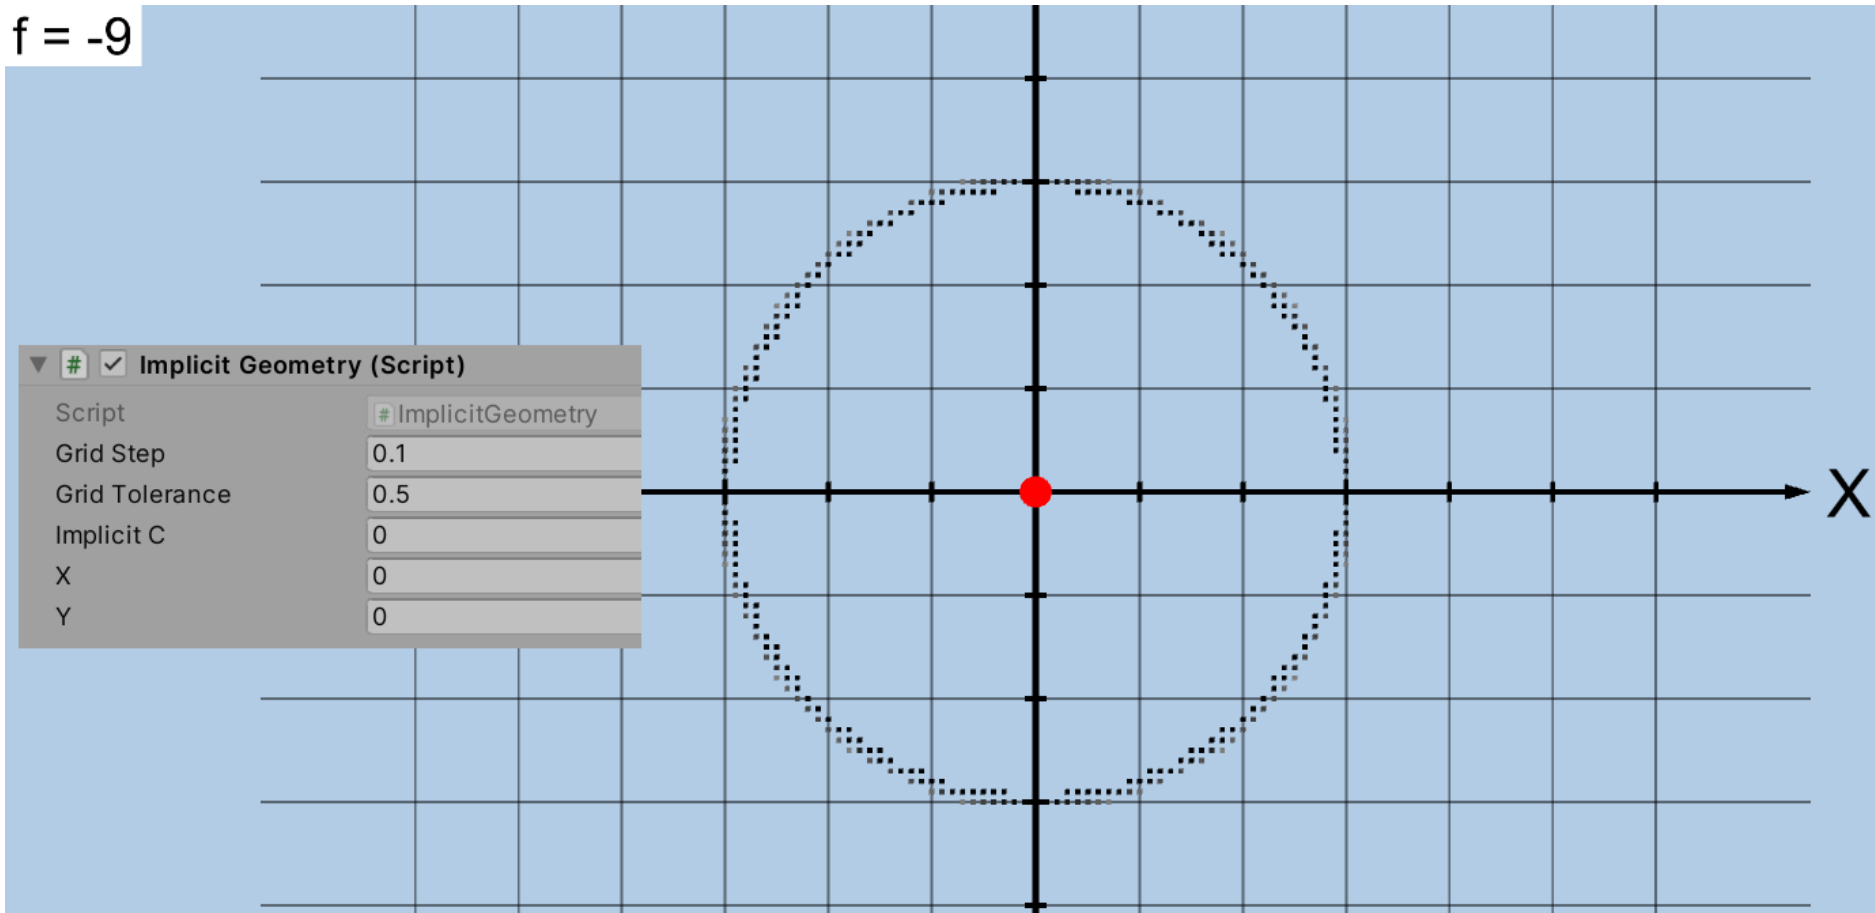 f = -9
# Implicit Geometry (Script)
Script # ImplicitGeometry
Grid Step 0.1
Grid Tolerance 0.5
Implicit C 0
X 0
Y 0
X